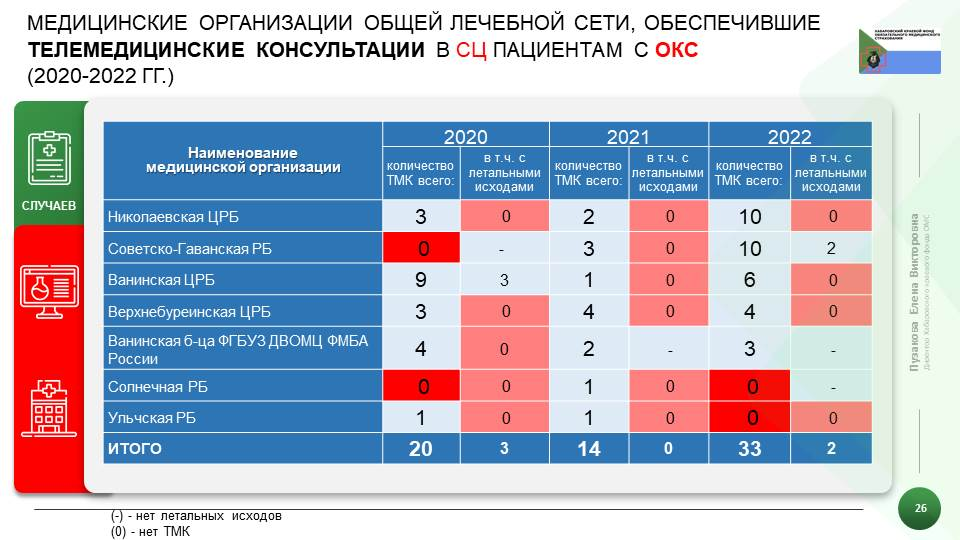 МЕДИЦИНСКИЕ ОРГАНИЗАЦИИ ОБЩЕЙ ЛЕЧЕБНОЙ СЕТИ, ОБЕСПЕЧИВШИЕ
ТЕЛЕМЕДИЦИНСКИЕ КОНСУЛЬТАЦИИ В СЦ ПАЦИЕНТАМ С ОКС
(2020-2022 ГГ.)
ХАБАРОВСКИЙ КРАЕВОЙ ФОНД
ОБЯЗАТЕЛЬНОГО МЕДИЦИНСКОГО
СТРАХОВАНИЯ
СЛУЧАЕВ
Наименование
медицинской организации
2020 2021 2022
количество ТМК всего: в т.ч. с летальными исходами количество ТМК всего: в т.ч. с летальными исходами количество ТМК всего: в т.ч. с летальными исходами
Николаевская ЦРБ 3 0 2 0 10 0
Советско-Гаванская РБ 0 - 3 0 10 2
Ванинская ЦРБ 9 3 1 0 6 0
Верхнебуреинская ЦРБ 3 0 4 0 4 0
Ванинская б-ца ФГБУЗ ДВОМЦ ФМБА
России 4 0 2 - 3 -
Солнечная РБ 0 0 1 0 0 -
Ульчская РБ 1 0 1 0 0 0
ИТОГО 20 3 14 0 33 2
Пузакова Елена Викторовна
Директор Хабаровского краевого фонда ОМС
(-) - нет летальных исходов
(0) - нет ТМК
26